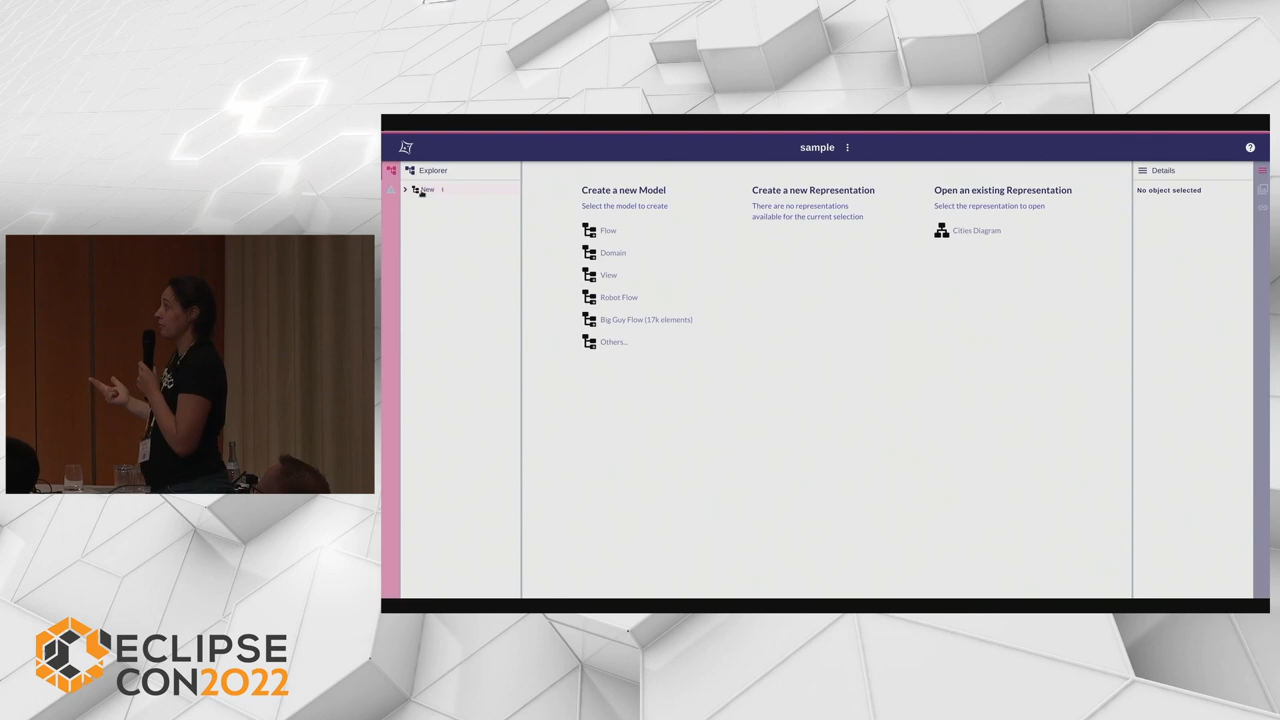 sample
Explorer
New
Create a new Model
Select the model to create
Flow
Domain
View
Robot Flow
Big Guy Flow (17k elements)
Others...
Create a new Representation
There are no representations
available for the current selection
Open an existing Representation
Select the representation to open
Cities Diagram
Details
No object selected
ECLIPSE
CON2022